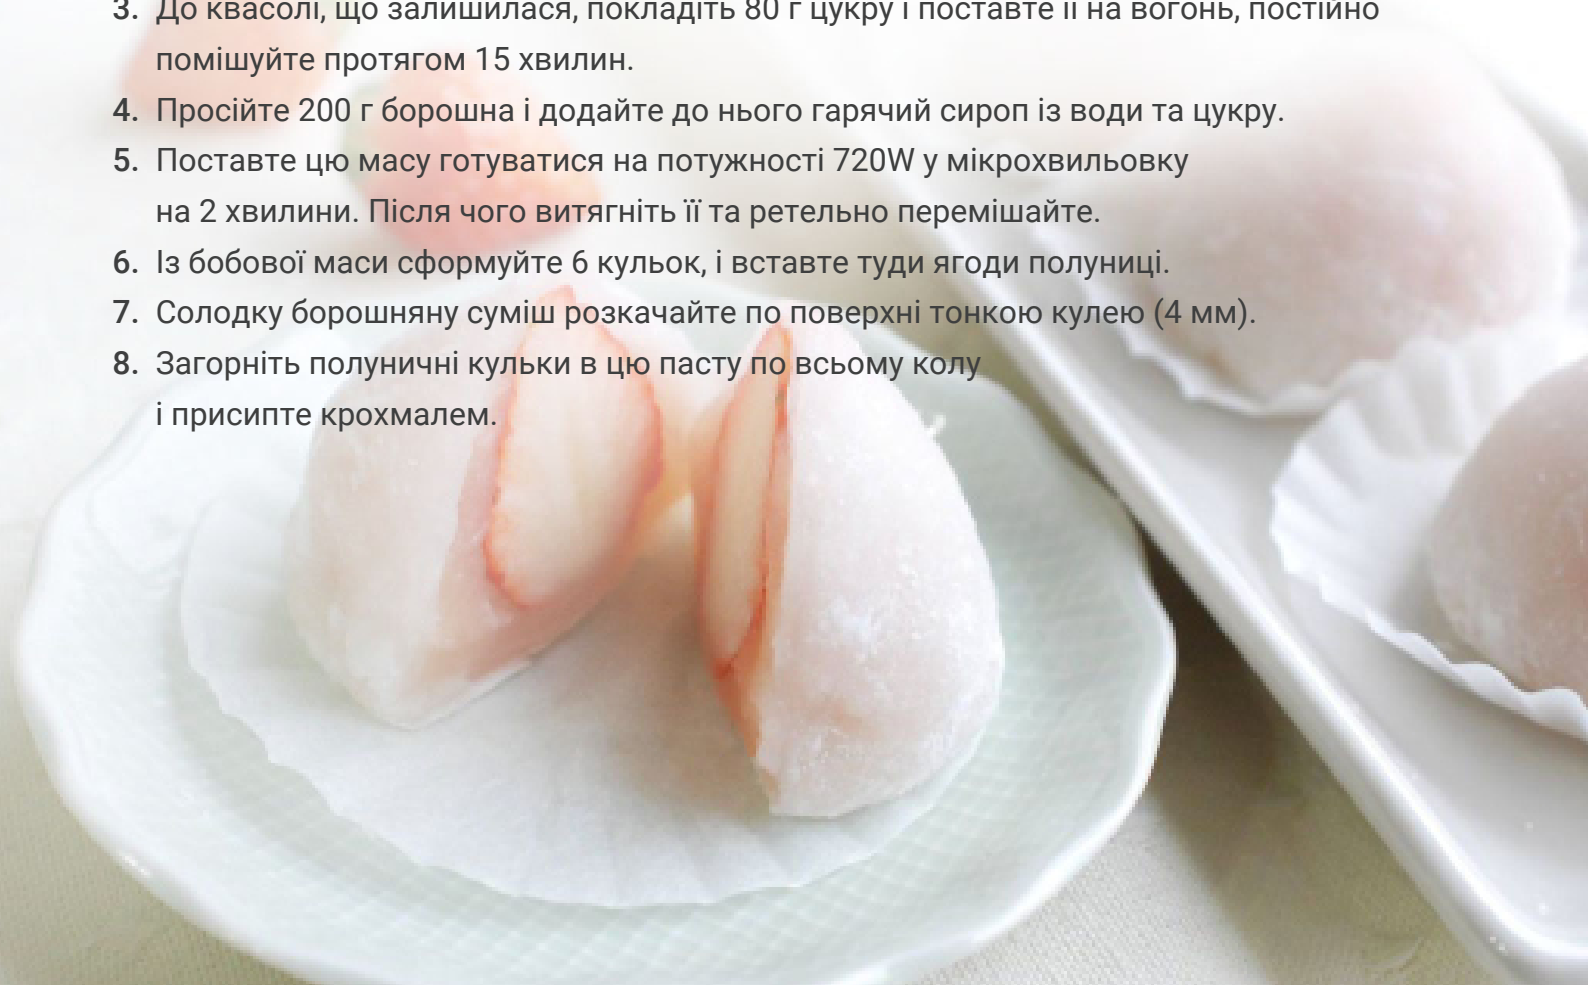 3. До квасолі, що залишилася, покладіть 80 г цукру і поставте її на вогонь, постійно
помішуйте протягом 15 хвилин.
4. Просійте 200 г борошна і додайте до нього гарячий сироп із води та цукру.
5. Поставте цю масу готуватися на потужності 720W у мікрохвильовку
на 2 хвилини. Після чого витягніть її та ретельно перемішайте.
6. Із бобової маси сформуйте 6 кульок, і вставте туди ягоди полуниці.
7. Солодку борошняну суміш розкачайте по поверхні тонкою кулею (4 мм).
8. Загорніть полуничні кульки в цю пасту по всьому колу
і присипте крохмалем.